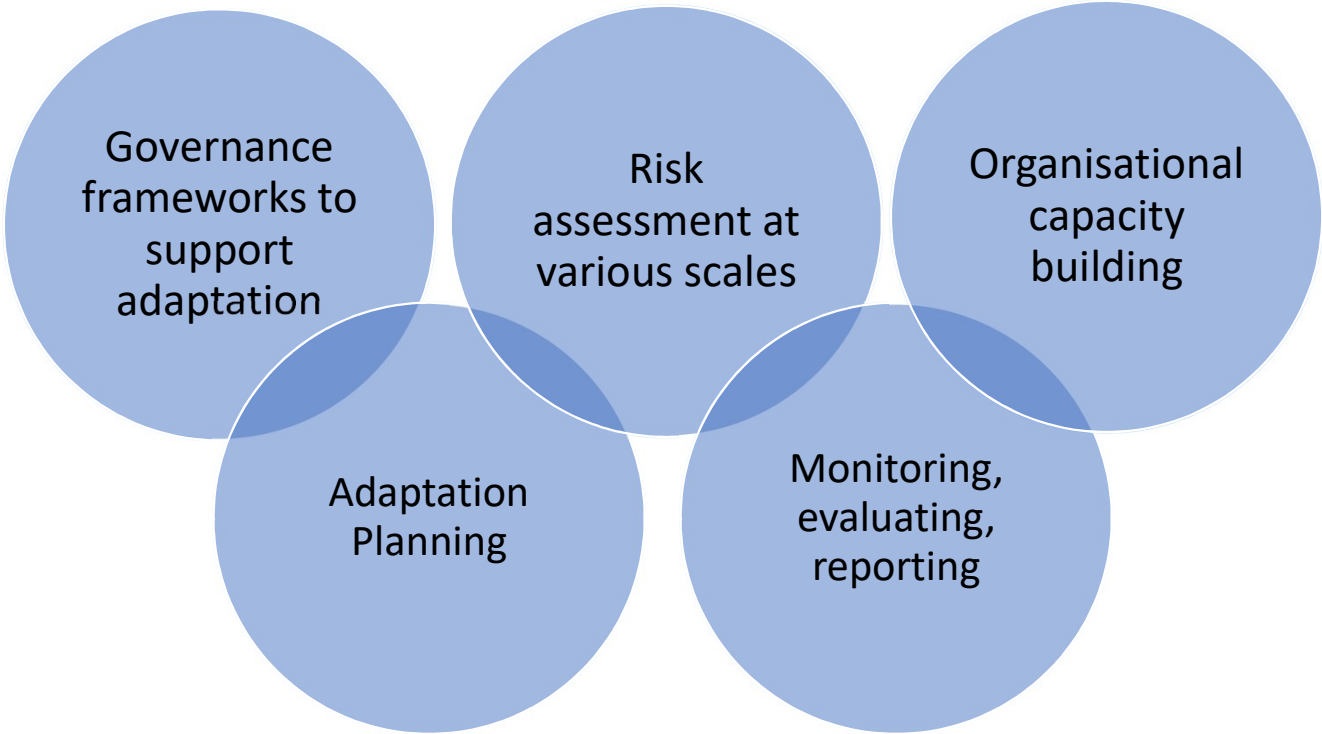 Governance
frameworks to
support
adaptation
Risk
assessment at
various scales
Organisational
capacity
building
Adaptation
Planning
Monitoring,
evaluating,
reporting